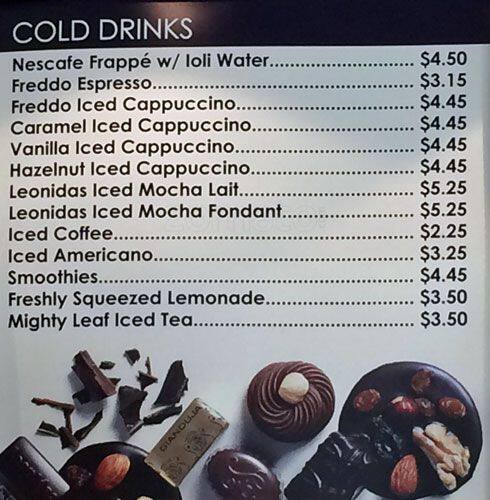 COLD DRINKS
Nescafe Frappé w/ Ioli Water................................ $4.50
Freddo Espresso................................ $3.15
Freddo Iced Cappuccino................................ $4.45
Caramel Iced Cappuccino................................ $4.45
Vanilla Iced Cappuccino................................ $4.45
Hazelnut Iced Cappuccino................................ $4.45
Leonidas Iced Mocha Lait................................ $5.25
Leonidas Iced Mocha Fondant................................ $5.25
Iced Coffee................................ $2.25
Iced Americano................................ $3.25
Smoothies................................ $4.45
Freshly Squeezed Lemonade................................ $3.50
Mighty Leaf Iced Tea................................ $3.50
GIANDUJA